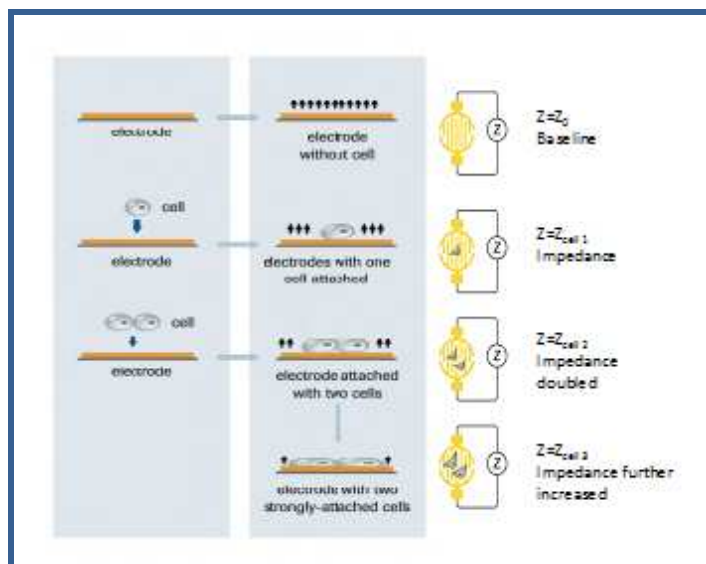 electrode
electrode
without cell
Z
Z=Z0
Baseline
cell
electrode
electrodes with one
cell attached
Z
Z=Zcell 1
Impedance
cell
electrode
electrode attached
with two cells
Z
Z=Zcell 2
Impedance
doubled
electrode with two
strongly-attached cells
Z
Z=Zcell 3
Impedance further
increased